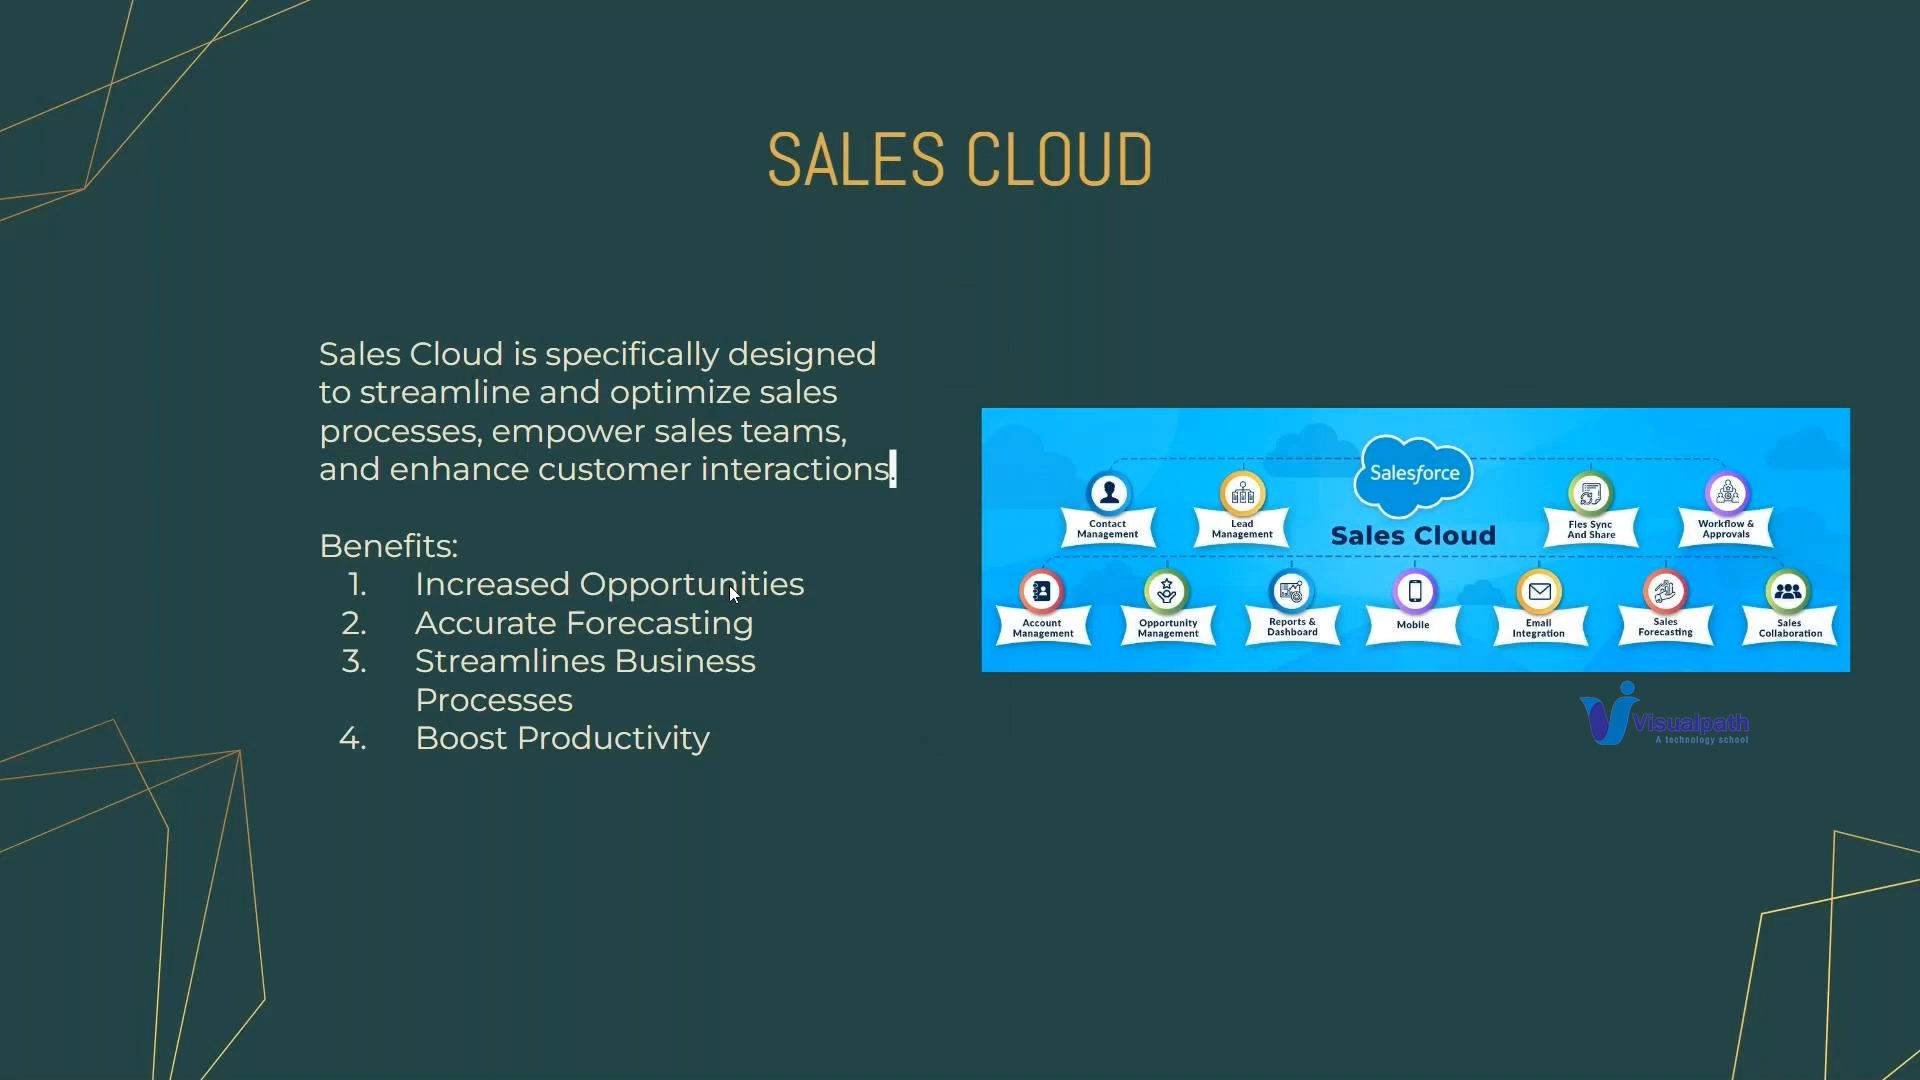 SALES CLOUD
Sales Cloud is specifically designed
to streamline and optimize sales
processes, empower sales teams,
and enhance customer interactions.
Benefits:
1. Increased Opportunities
2. Accurate Forecasting
3. Streamlines Business
Processes
4. Boost Productivity
Salesforce
Sales Cloud
Contact
Management
Lead
Management
Fles Sync
And Share
Workflow &
Approvals
Account
Management
Opportunity
Management
Reports &
Dashboard
Mobile
Email
Integration
Sales
Forecasting
Sales
Collaboration
Visualpath
A technology school